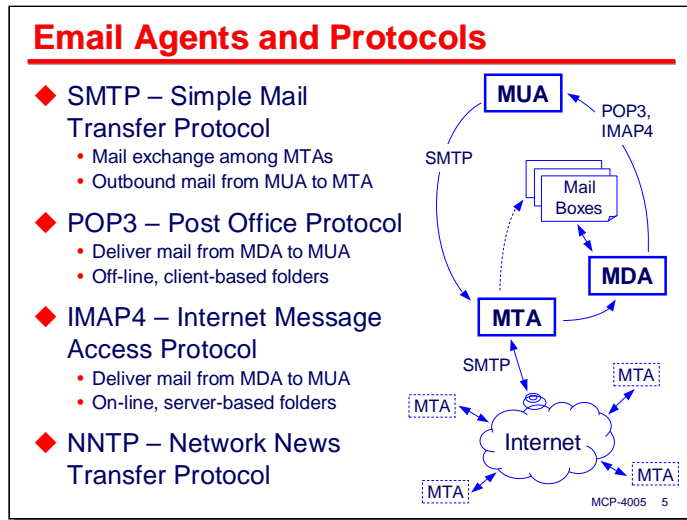 Email Agents and Protocols
SMTP – Simple Mail
Transfer Protocol
• Mail exchange among MTAs
• Outbound mail from MUA to MTA
POP3 – Post Office Protocol
• Deliver mail from MDA to MUA
• Off-line, client-based folders
IMAP4 – Internet Message
Access Protocol
• Deliver mail from MDA to MUA
• On-line, server-based folders
NNTP – Network News
Transfer Protocol
MUA
POP3,
IMAP4
SMTP
Mail
Boxes
MDA
MTA
SMTP
MTA
MTA
Internet
MTA
MTA
MCP-4005 5